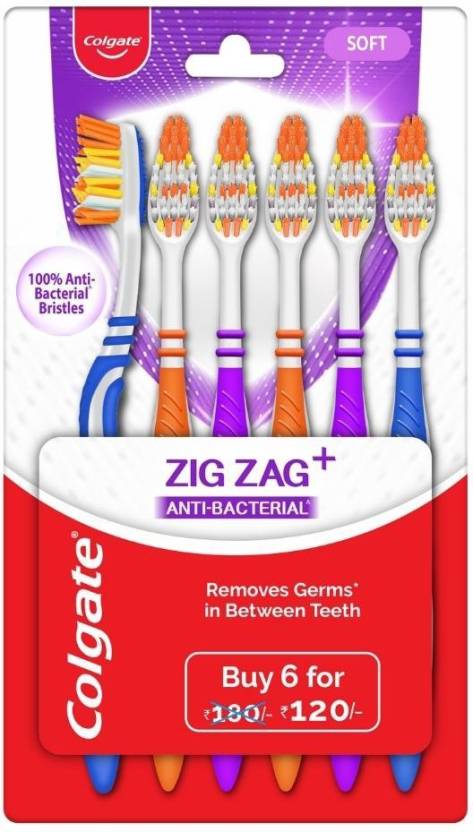 Colgate®
SOFT
100% Anti-
Bacterial^
Bristles
ZIG ZAG+
ANTI-BACTERIAL^
Colgate®
Removes Germs*
in Between Teeth
Buy 6 for
₹180/- ₹120/-